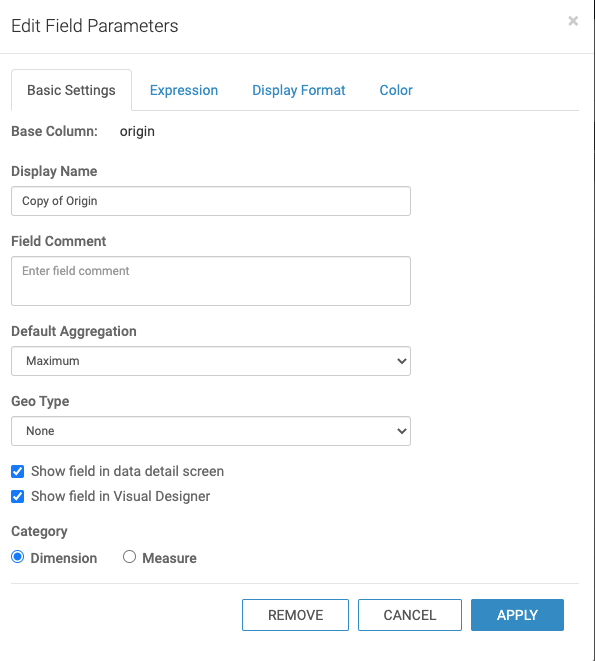 Edit Field Parameters
×
Basic Settings Expression Display Format Color
Base Column: origin
Display Name
Copy of Origin
Field Comment
Enter field comment
Default Aggregation
Maximum
Geo Type
None
Show field in data detail screen
Show field in Visual Designer
Category
Dimension Measure
REMOVE CANCEL APPLY